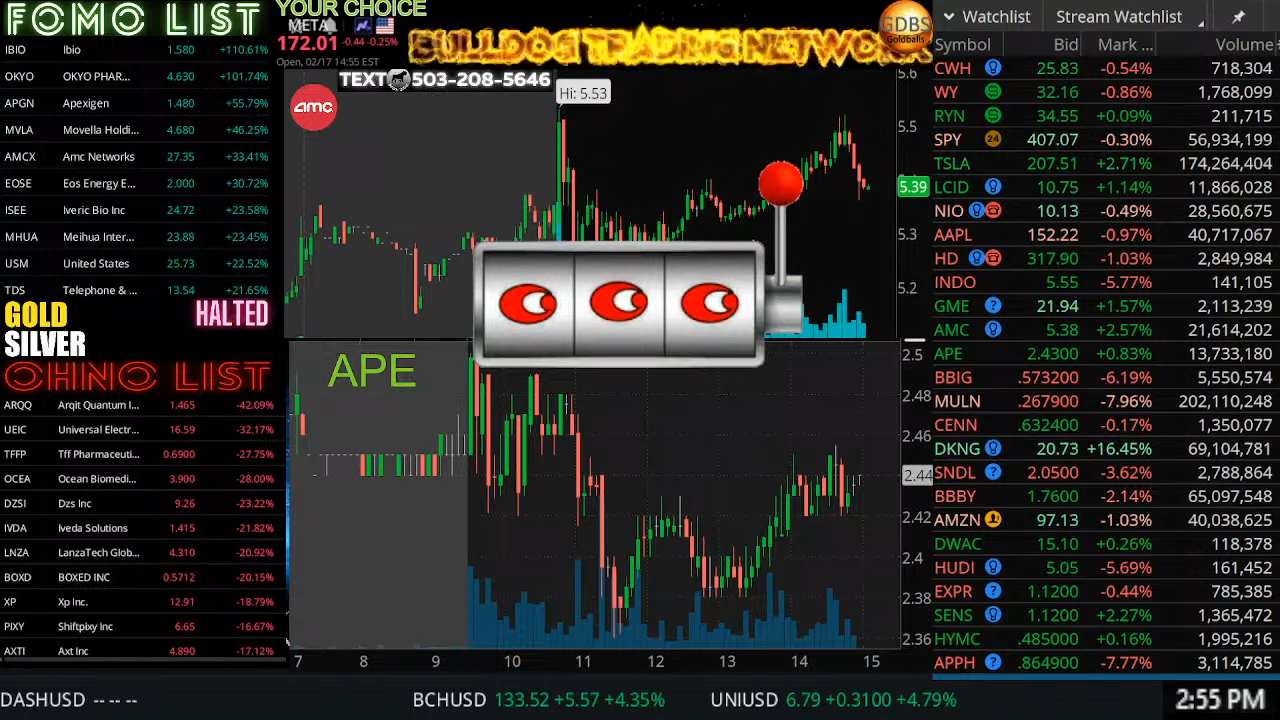 FOMO LIST
IBIO Ibio 1.580 +110.61%
OKYO OKYO PHAR... 4.630 +101.74%
APGN Apexigen 1.480 +55.79%
MVLA Movella Holdi... 4.680 +46.25%
AMCX Amc Networks 27.35 +33.41%
EOSE Eos Energy E... 2.000 +30.72%
ISEE Iveric Bio Inc 24.72 +23.58%
MHUA Meihua Inter... 23.88 +23.45%
USM United States 25.73 +22.52%
TDS Telephone & ... 13.54 +21.65%
GOLD HALTED
SILVER
OHNO LIST
ARQQ Arqit Quantum I... 1.465 -42.09%
UEIC Universal Electr... 16.59 -32.17%
TFFP Tff Pharmaceuti... 0.6900 -27.75%
OCEA Ocean Biomedi... 3.900 -28.00%
DZSI Dzs Inc 9.26 -23.22%
IVDA Iveda Solutions 1.415 -21.82%
LNZA LanzaTech Glob... 4.310 -20.92%
BOXD BOXED INC 0.5712 -20.15%
XP Xp Inc. 12.91 -18.79%
PIXY Shiftpixy Inc 6.65 -16.67%
AXTI Axt Inc 4.890 -17.12%
YOUR CHOICE
META
172.01 -0.44 -0.25%
Open, 02/17 14:55 EST
BULLDOG TRADING NETWORK
GDBS
Goldballs
TEXT 503-208-5646
amc
Hi: 5.53
5.6
5.5
5.39
5.3
5.2
APE
2.5
2.48
2.46
2.44
2.42
2.4
2.38
2.36
7 8 9 10 11 12 13 14 15
Watchlist Stream Watchlist
Symbol Bid Mark ... Volume
CWH 25.83 -0.54% 718,304
WY 32.16 -0.86% 1,768,099
RYN 34.55 +0.09% 211,715
SPY 24 407.07 -0.30% 56,934,199
TSLA 207.51 +2.71% 174,264,404
LCID 10.75 +1.14% 11,866,028
NIO 10.13 -0.49% 28,560,675
AAPL 152.22 -0.97% 40,717,067
HD 317.90 -1.03% 2,849,984
INDO 5.55 -5.77% 141,105
GME ? 21.94 +1.57% 2,113,239
AMC 5.38 +2.57% 21,614,202
APE 2.4300 +0.83% 13,733,180
BBIG .573200 -6.19% 5,550,574
MULN .267900 -7.96% 202,110,248
CENN .632400 -0.17% 1,350,077
DKNG 20.73 +16.45% 69,104,781
SNDL ? 2.0500 -3.62% 2,788,864
BBBY 1.7600 -2.14% 65,097,548
AMZN 97.13 -1.03% 40,038,625
DWAC 15.10 +0.26% 118,378
HUDI 5.05 -5.69% 161,452
EXPR 1.1200 -0.44% 785,385
SENS 1.1200 +2.27% 1,365,472
HYMC .485000 +0.16% 1,995,216
APPH ? .864900 -7.77% 3,114,785
DASHUSD -- -- -- BCHUSD 133.52 +5.57 +4.35% UNIUSD 6.79 +0.3100 +4.79% 2:55 PM